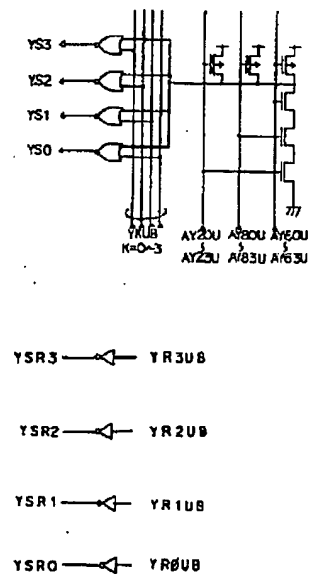 YS3
YS2
YS1
YS0
YKUB
K=0~3
AY20U AY80U AY60U
AY23U AY83U AY63U
YSR3 YR3UB
YSR2 YR2UB
YSR1 YR1UB
YSR0 YRØUB